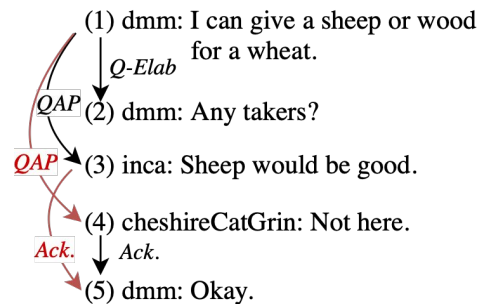 (1) dmm: I can give a sheep or wood
for a wheat.
Q-Elab
QAP
(2) dmm: Any takers?
QAP
(3) inca: Sheep would be good.
(4) cheshireCatGrin: Not here.
Ack.
Ack.
(5) dmm: Okay.